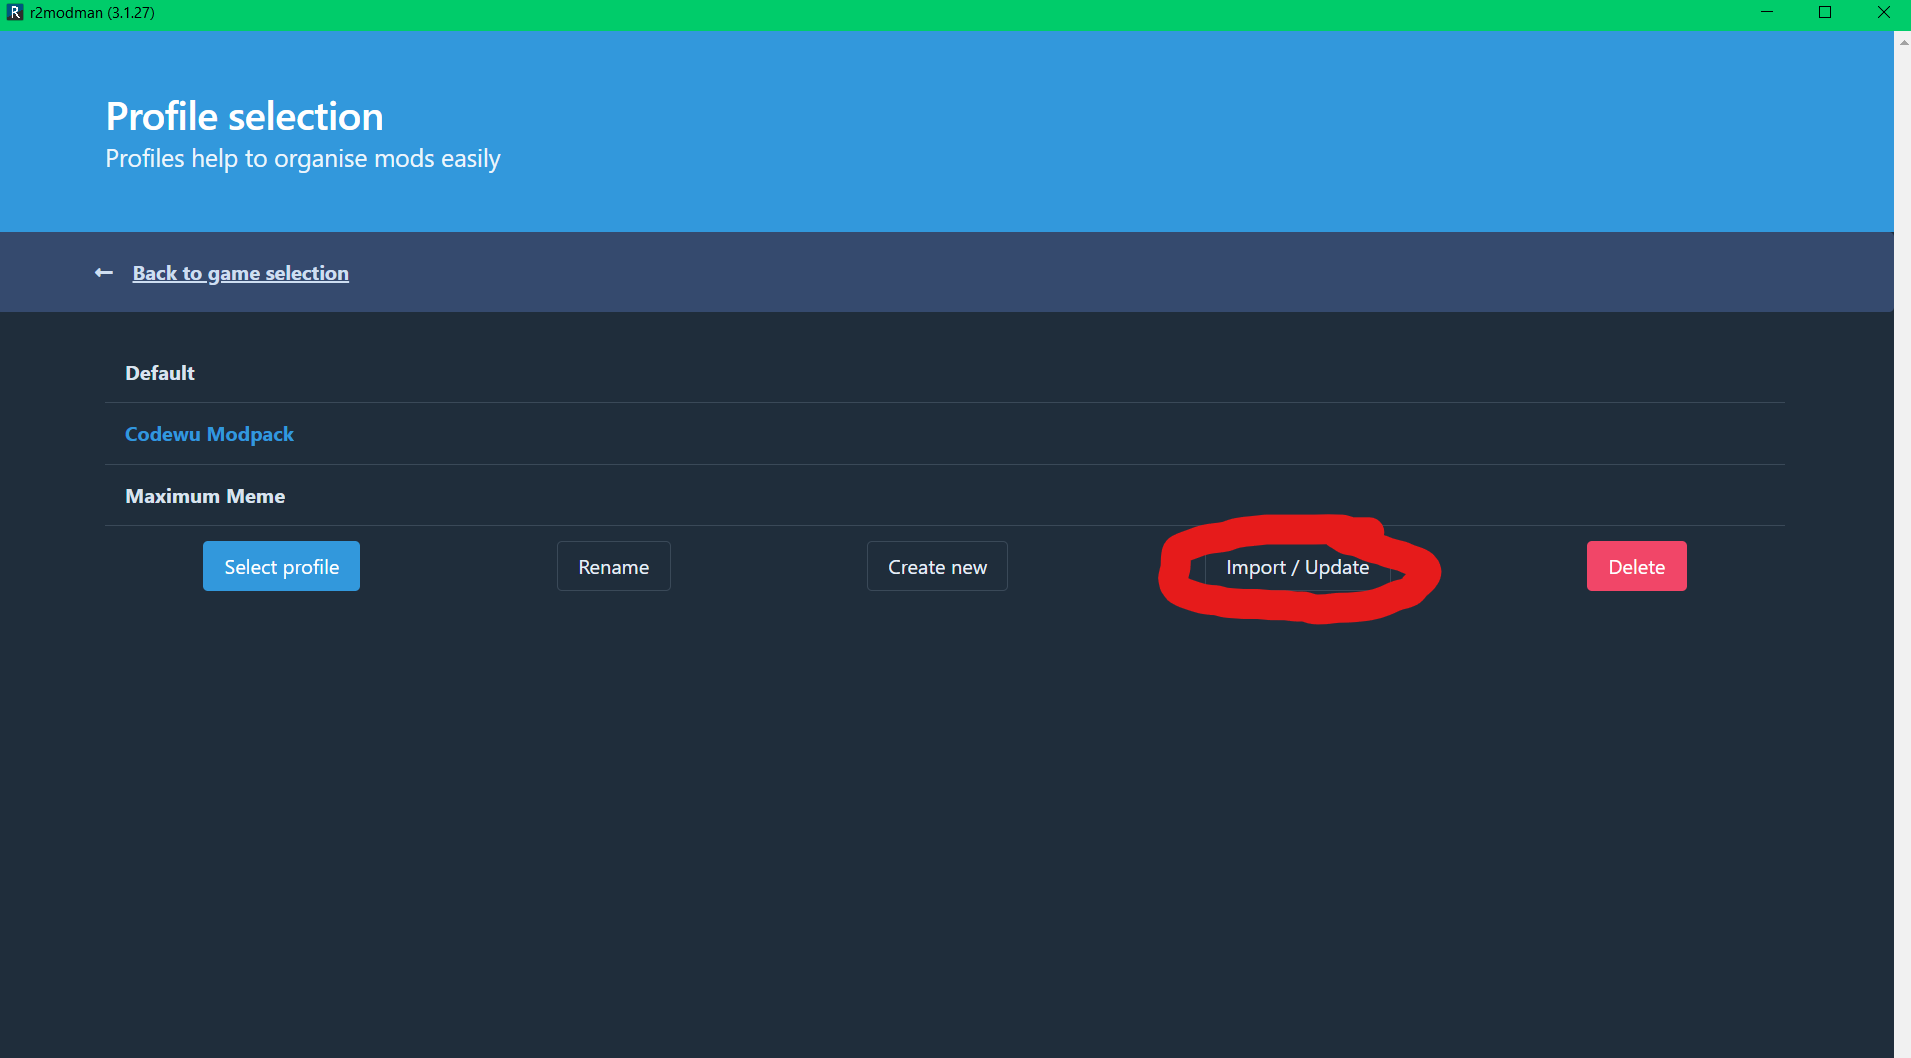 r2modman (3.1.27)
Profile selection
Profiles help to organise mods easily
Back to game selection
Default
Codewu Modpack
Maximum Meme
Select profile
Rename
Create new
Import / Update
Delete